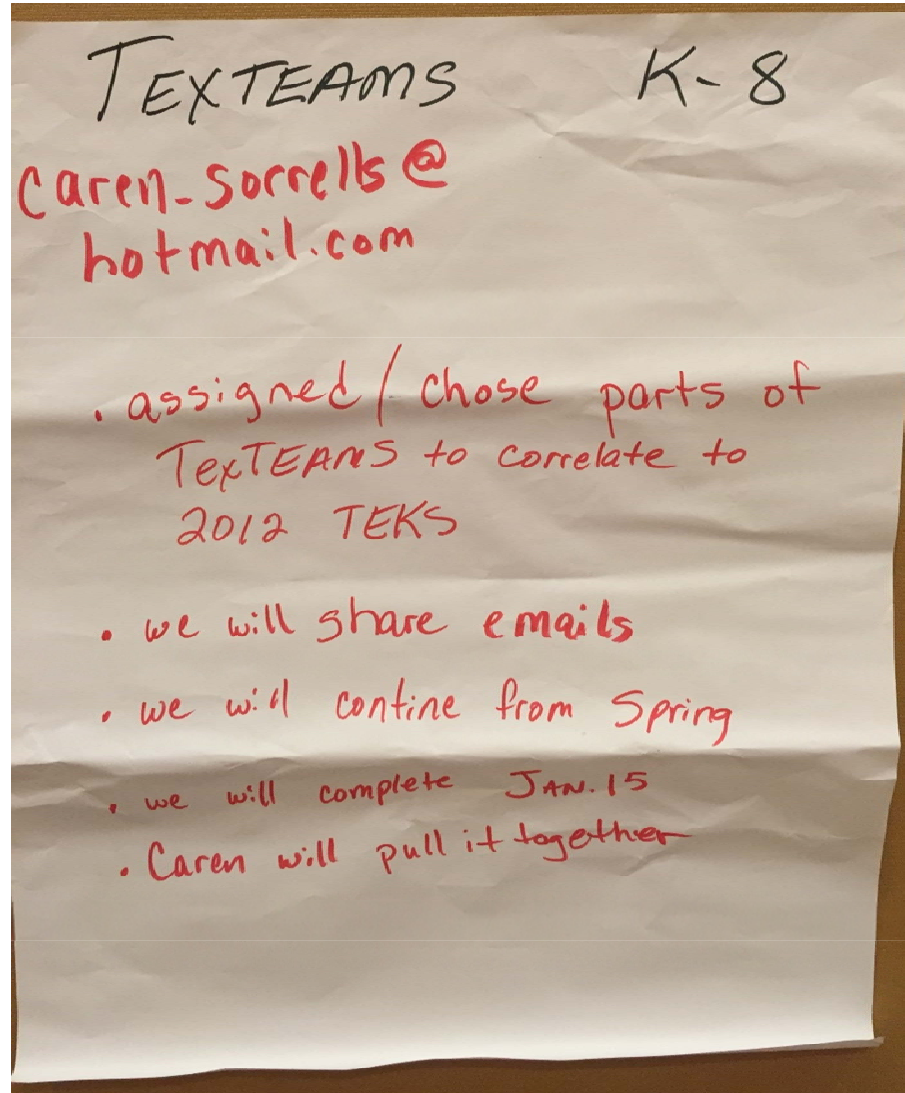 TEXTEAMS K-8
caren_sorrells@
hotmail.com
. assigned / chose parts of
TexTEAMS to correlate to
2012 TEKS
. we will share emails
. we will contine from Spring
. we will complete JAN. 15
. Caren will pull it together